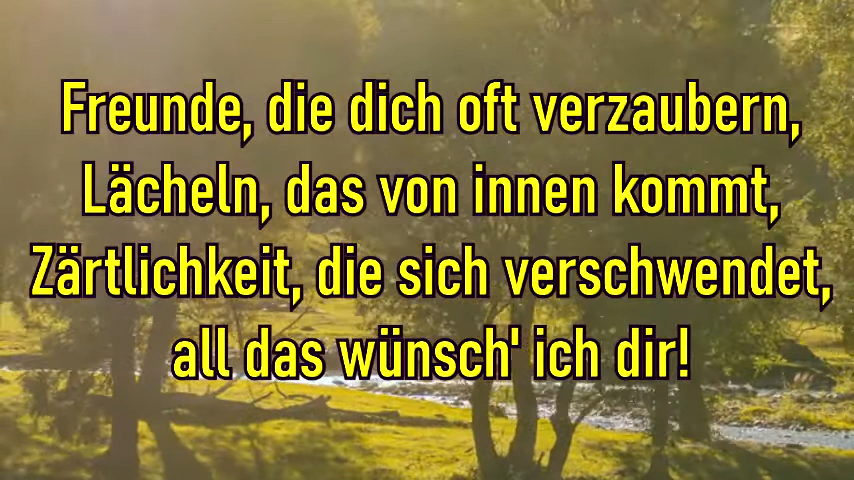 Freunde, die dich oft verzaubern,
Lächeln, das von innen kommt,
Zärtlichkeit, die sich verschwendet,
all das wünsch' ich dir!